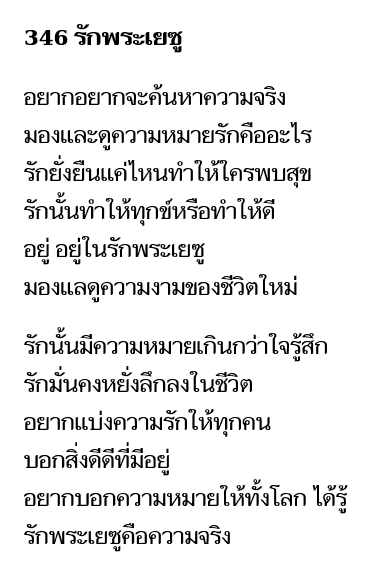 346 รักพระเยซู
อยากอยากจะค้นหาความจริง
มองและดูความหมายรักคืออะไร
รักยั่งยืนแค่ไหนทำให้ใครพบสุข
รักนั้นทำให้ทุกข์หรือทำให้ดี
อยู่ อยู่ในรักพระเยซู
มองแลดูความงามของชีวิตใหม่
รักนั้นมีความหมายเกินกว่าใจรู้สึก
รักมั่นคงหยั่งลึกลงในชีวิต
อยากแบ่งความรักให้ทุกคน
บอกสิ่งดีดีที่มีอยู่
อยากบอกความหมายให้ทั้งโลก ได้รู้
รักพระเยซูคือความจริง